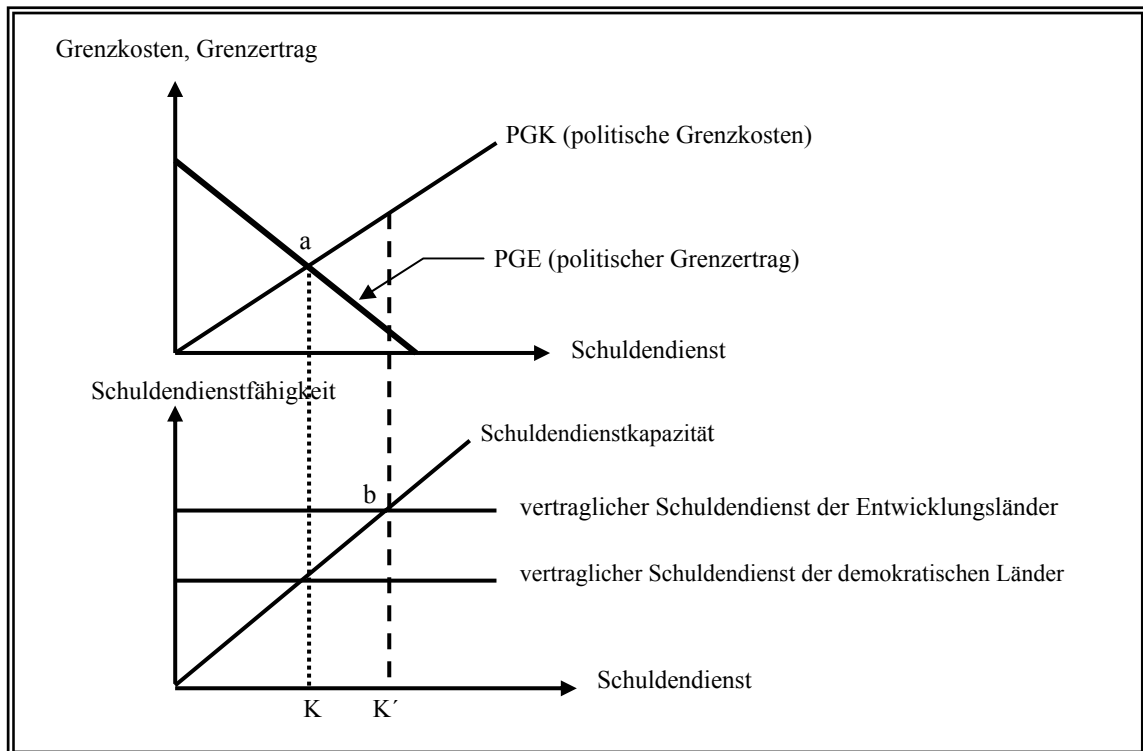 Grenzkosten, Grenzertrag
PGK (politische Grenzkosten)
a
PGE (politischer Grenzertrag)
Schuldendienst
Schuldendienstfähigkeit
Schuldendienstkapazität
b
vertraglicher Schuldendienst der Entwicklungsländer
vertraglicher Schuldendienst der demokratischen Länder
Schuldendienst
K K´